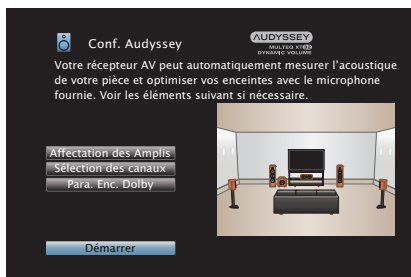 Conf. Audyssey
AUDYSSEY
MULTEQ XT32
DYNAMIC VOLUME
Votre récepteur AV peut automatiquement mesurer l'acoustique
de votre pièce et optimiser vos enceintes avec le microphone
fournie. Voir les éléments suivant si nécessaire.
Affectation des Amplis
Sélection des canaux
Para. Enc. Dolby
Démarrer